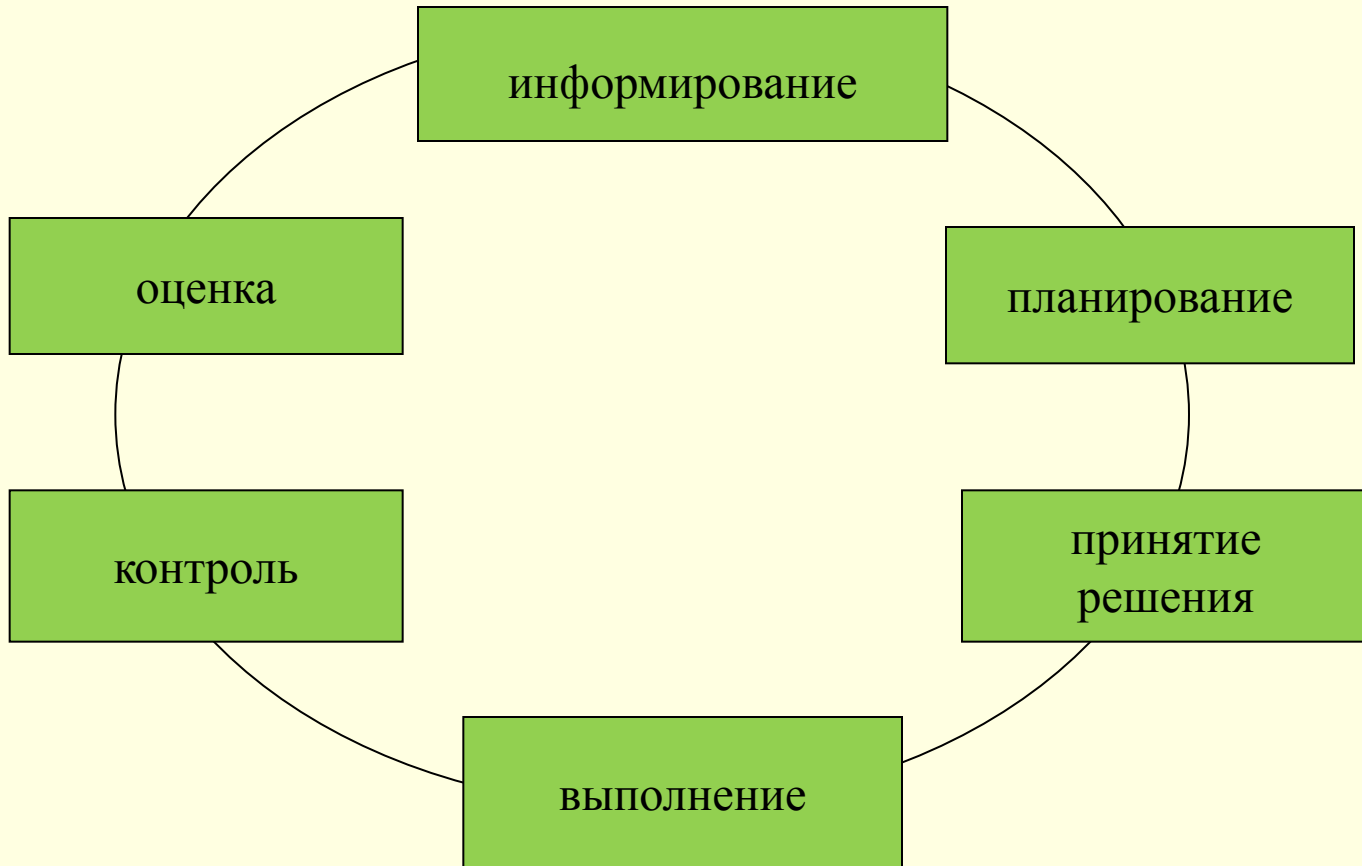 информирование
оценка
планирование
контроль
принятие
решения
выполнение